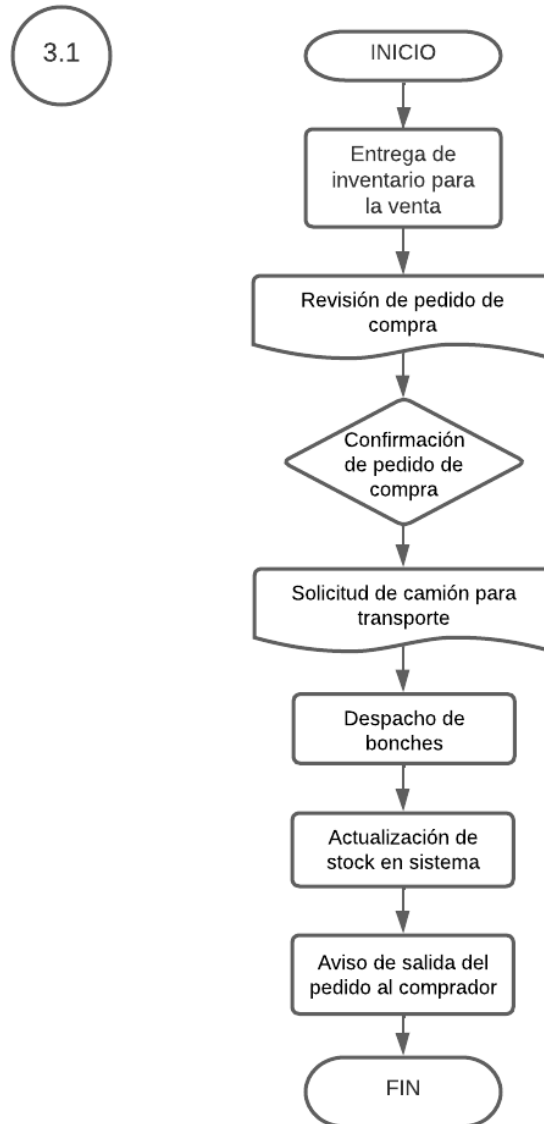 3.1
INICIO
Entrega de
inventario para
la venta
Revisión de pedido de
compra
Confirmación
de pedido de
compra
Solicitud de camión para
transporte
Despacho de
bonches
Actualización de
stock en sistema
Aviso de salida del
pedido al comprador
FIN